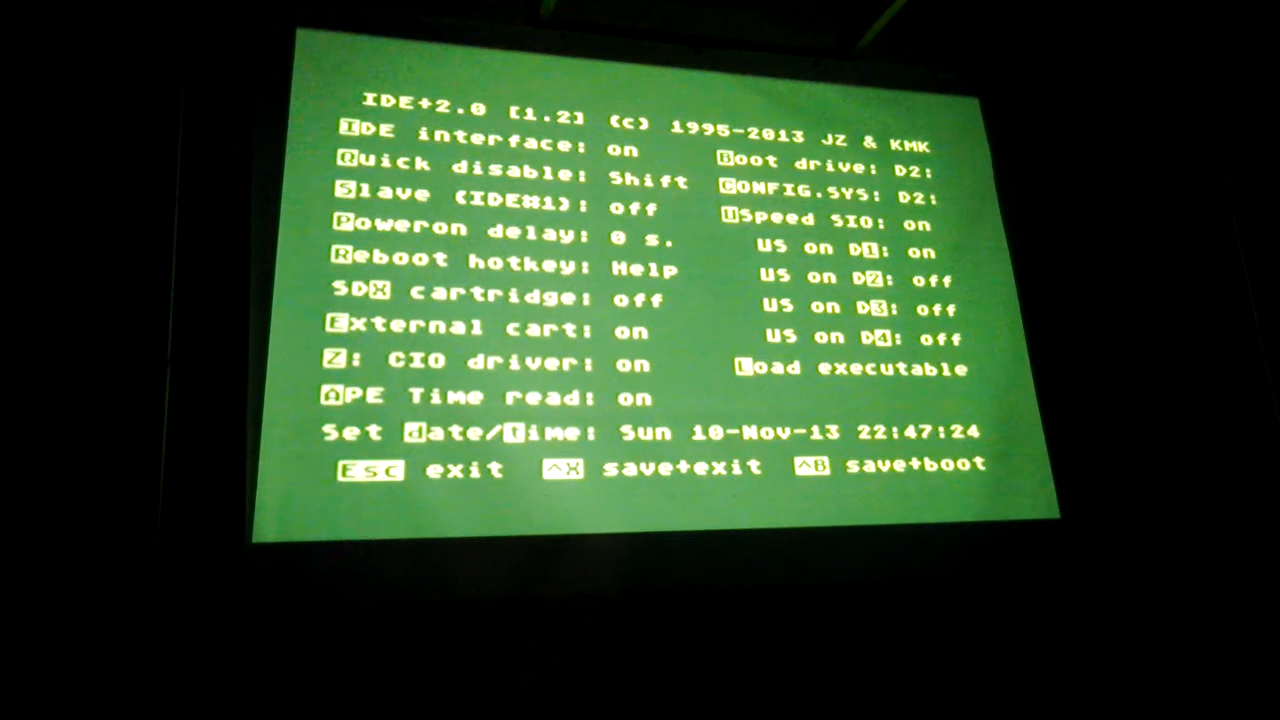 IDE+2.0 [1.2] (c) 1995-2013 JZ & KMK
IDE interface: on
Boot drive: D2:
Quick disable: Shift
CONFIG.SYS: D2:
Slave (IDE#1): off
USpeed SIO: on
Poweron delay: 0 s.
US on D1: on
Reboot hotkey: Help
US on D2: off
SDX cartridge: off
US on D3: off
External cart: on
US on D4: off
Z: CIO driver: on
Load executable
APE Time read: on
Set date/time: Sun 10-Nov-13 22:47:24
Esc exit ^X save+exit ^B save+boot